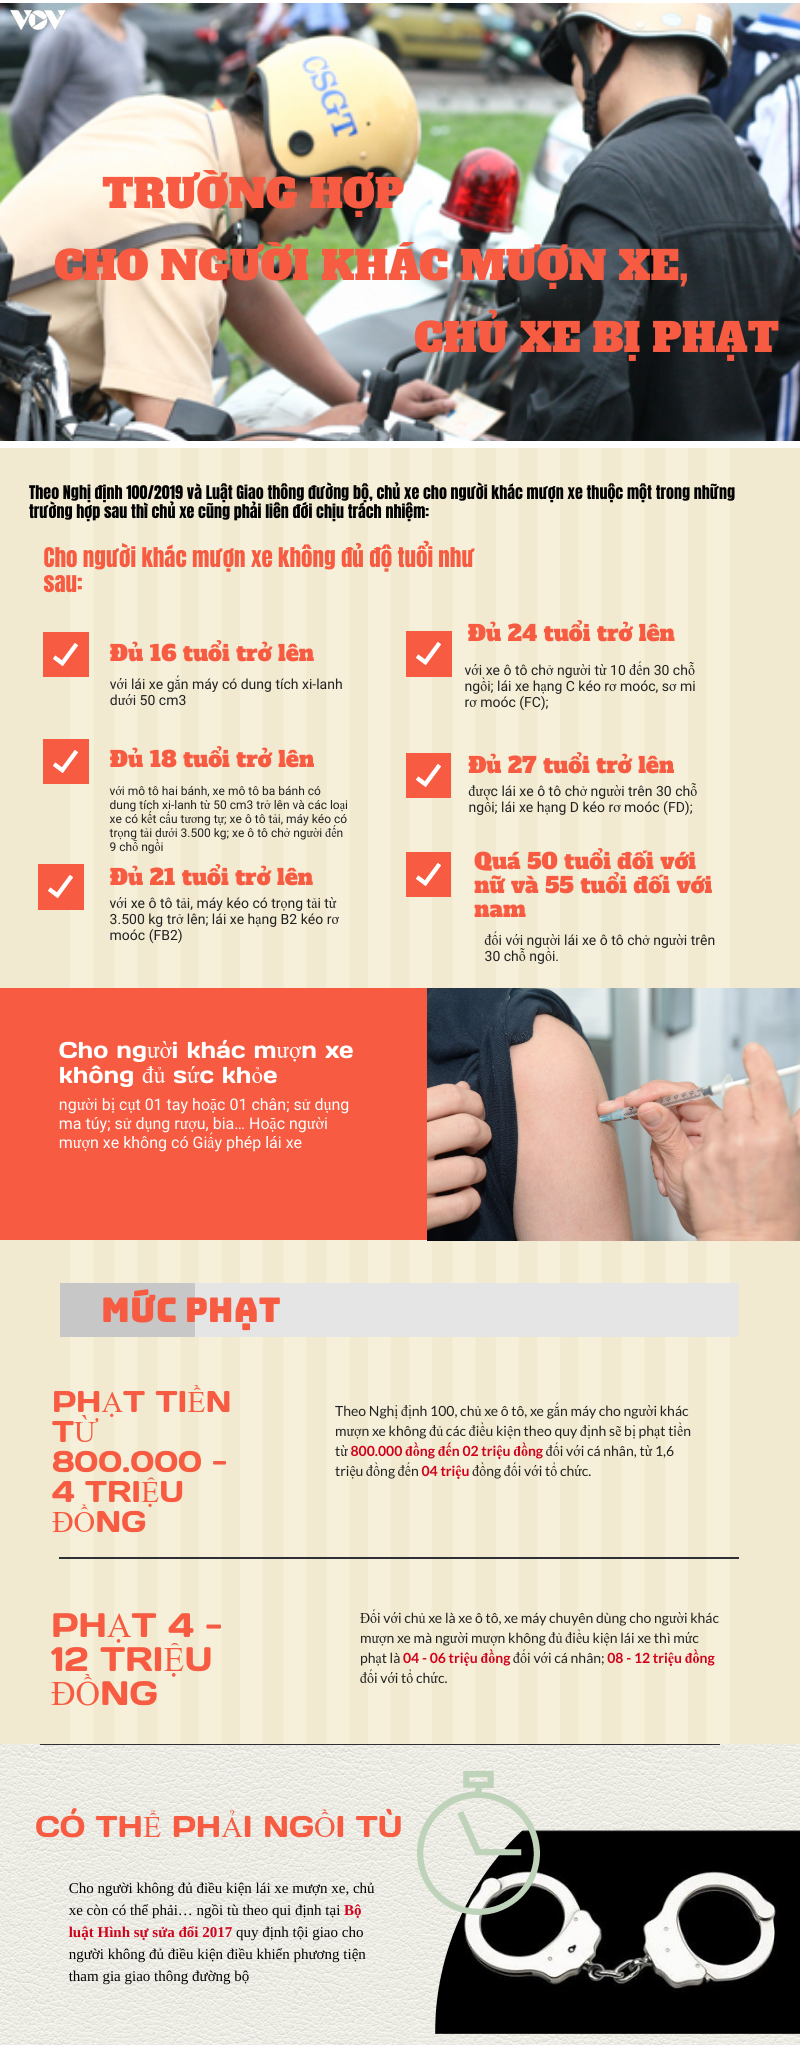 VOV
CSGT
TRƯỜNG HỢP
CHO NGƯỜI KHÁC MƯỢN XE,
CHỦ XE BỊ PHẠT
Theo Nghị định 100/2019 và Luật Giao thông đường bộ, chủ xe cho người khác mượn xe thuộc một trong những
trường hợp sau thì chủ xe cũng phải liên đới chịu trách nhiệm:
Cho người khác mượn xe không đủ độ tuổi như
sau:
Đủ 16 tuổi trở lên
với lái xe gắn máy có dung tích xi-lanh
dưới 50 cm3
Đủ 18 tuổi trở lên
với mô tô hai bánh, xe mô tô ba bánh có
dung tích xi-lanh từ 50 cm3 trở lên và các loại
xe có kết cấu tương tự; xe ô tô tải, máy kéo có
trọng tải dưới 3.500 kg; xe ô tô chở người đến
9 chỗ ngồi
Đủ 21 tuổi trở lên
với xe ô tô tải, máy kéo có trọng tải từ
3.500 kg trở lên; lái xe hạng B2 kéo rơ
moóc (FB2)
Đủ 24 tuổi trở lên
với xe ô tô chở người từ 10 đến 30 chỗ
ngồi; lái xe hạng C kéo rơ moóc, sơ mi
rơ moóc (FC);
Đủ 27 tuổi trở lên
được lái xe ô tô chở người trên 30 chỗ
ngồi; lái xe hạng D kéo rơ moóc (FD);
Quá 50 tuổi đối với
nữ và 55 tuổi đối với
nam
đối với người lái xe ô tô chở người trên
30 chỗ ngồi.
Cho người khác mượn xe
không đủ sức khỏe
người bị cụt 01 tay hoặc 01 chân; sử dụng
ma túy; sử dụng rượu, bia... Hoặc người
mượn xe không có Giấy phép lái xe
MỨC PHẠT
PHẠT TIỀN
TỪ
800.000 -
4 TRIỆU
ĐỒNG
Theo Nghị định 100, chủ xe ô tô, xe gắn máy cho người khác
mượn xe không đủ các điều kiện theo quy định sẽ bị phạt tiền
từ 800.000 đồng đến 02 triệu đồng đối với cá nhân, từ 1,6
triệu đồng đến 04 triệu đồng đối với tổ chức.
PHẠT 4 -
12 TRIỆU
ĐỒNG
Đối với chủ xe là xe ô tô, xe máy chuyên dùng cho người khác
mượn xe mà người mượn không đủ điều kiện lái xe thì mức
phạt là 04 - 06 triệu đồng đối với cá nhân; 08 - 12 triệu đồng
đối với tổ chức.
CÓ THỂ PHẢI NGỒI TÙ
Cho người không đủ điều kiện lái xe mượn xe, chủ
xe còn có thể phải… ngồi tù theo qui định tại Bộ
luật Hình sự sửa đổi 2017 quy định tội giao cho
người không đủ điều kiện điều khiển phương tiện
tham gia giao thông đường bộ